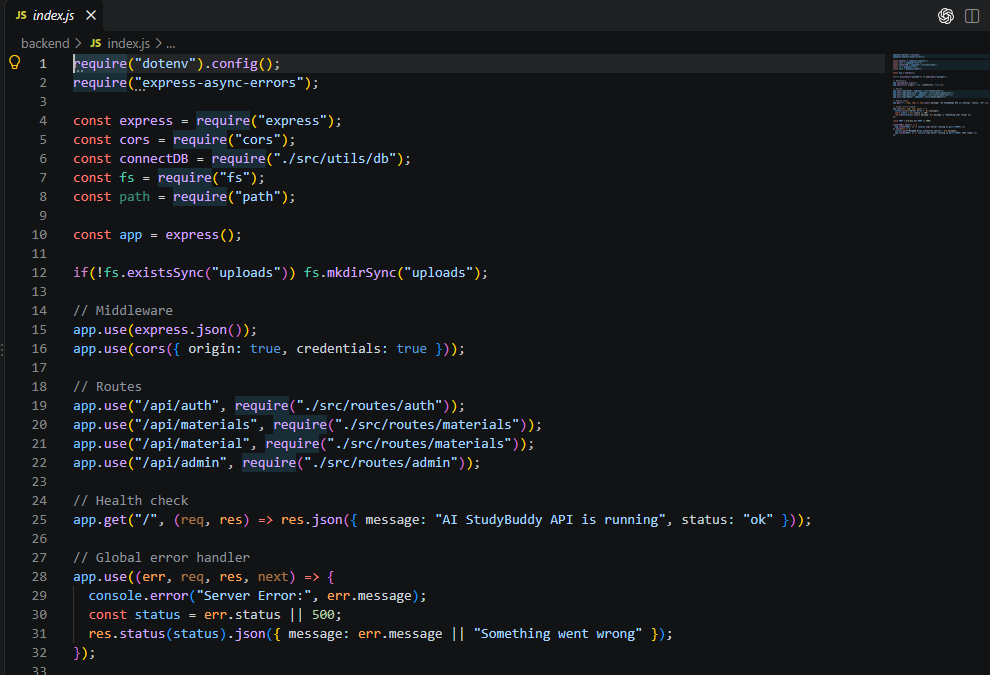 JS index.js
backend > JS index.js > ...
1 require("dotenv").config();
2 require("express-async-errors");
3
4 const express = require("express");
5 const cors = require("cors");
6 const connectDB = require("./src/utils/db");
7 const fs = require("fs");
8 const path = require("path");
9
10 const app = express();
11
12 if(!fs.existsSync("uploads")) fs.mkdirSync("uploads");
13
14 // Middleware
15 app.use(express.json());
16 app.use(cors({ origin: true, credentials: true }));
17
18 // Routes
19 app.use("/api/auth", require("./src/routes/auth"));
20 app.use("/api/materials", require("./src/routes/materials"));
21 app.use("/api/material", require("./src/routes/materials"));
22 app.use("/api/admin", require("./src/routes/admin"));
23
24 // Health check
25 app.get("/", (req, res) => res.json({ message: "AI StudyBuddy API is running", status: "ok" }));
26
27 // Global error handler
28 app.use((err, req, res, next) => {
29   console.error("Server Error:", err.message);
30   const status = err.status || 500;
31   res.status(status).json({ message: err.message || "Something went wrong" });
32 });
33